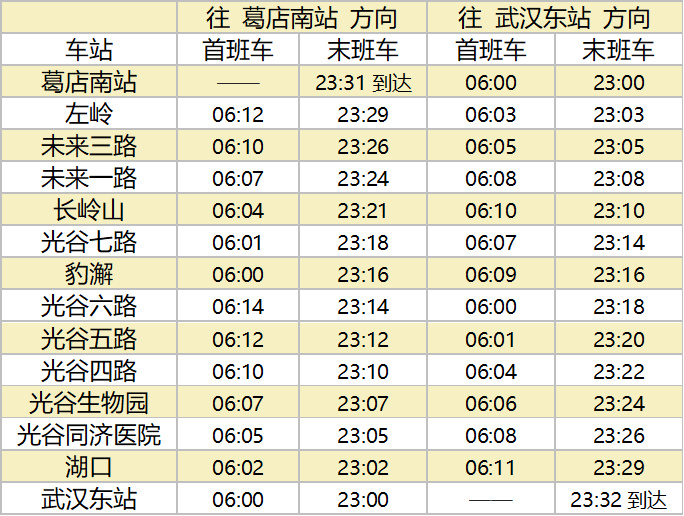 往 葛店南站 方向 往 武汉东站 方向
车站 首班车 末班车 首班车 末班车
葛店南站 —— 23:31 到达 06:00 23:00
左岭 06:12 23:29 06:03 23:03
未来三路 06:10 23:26 06:05 23:05
未来一路 06:07 23:24 06:08 23:08
长岭山 06:04 23:21 06:10 23:10
光谷七路 06:01 23:18 06:07 23:14
豹澥 06:00 23:16 06:09 23:16
光谷六路 06:14 23:14 06:00 23:18
光谷五路 06:12 23:12 06:01 23:20
光谷四路 06:10 23:10 06:04 23:22
光谷生物园 06:07 23:07 06:06 23:24
光谷同济医院 06:05 23:05 06:08 23:26
湖口 06:02 23:02 06:11 23:29
武汉东站 06:00 23:00 —— 23:32 到达